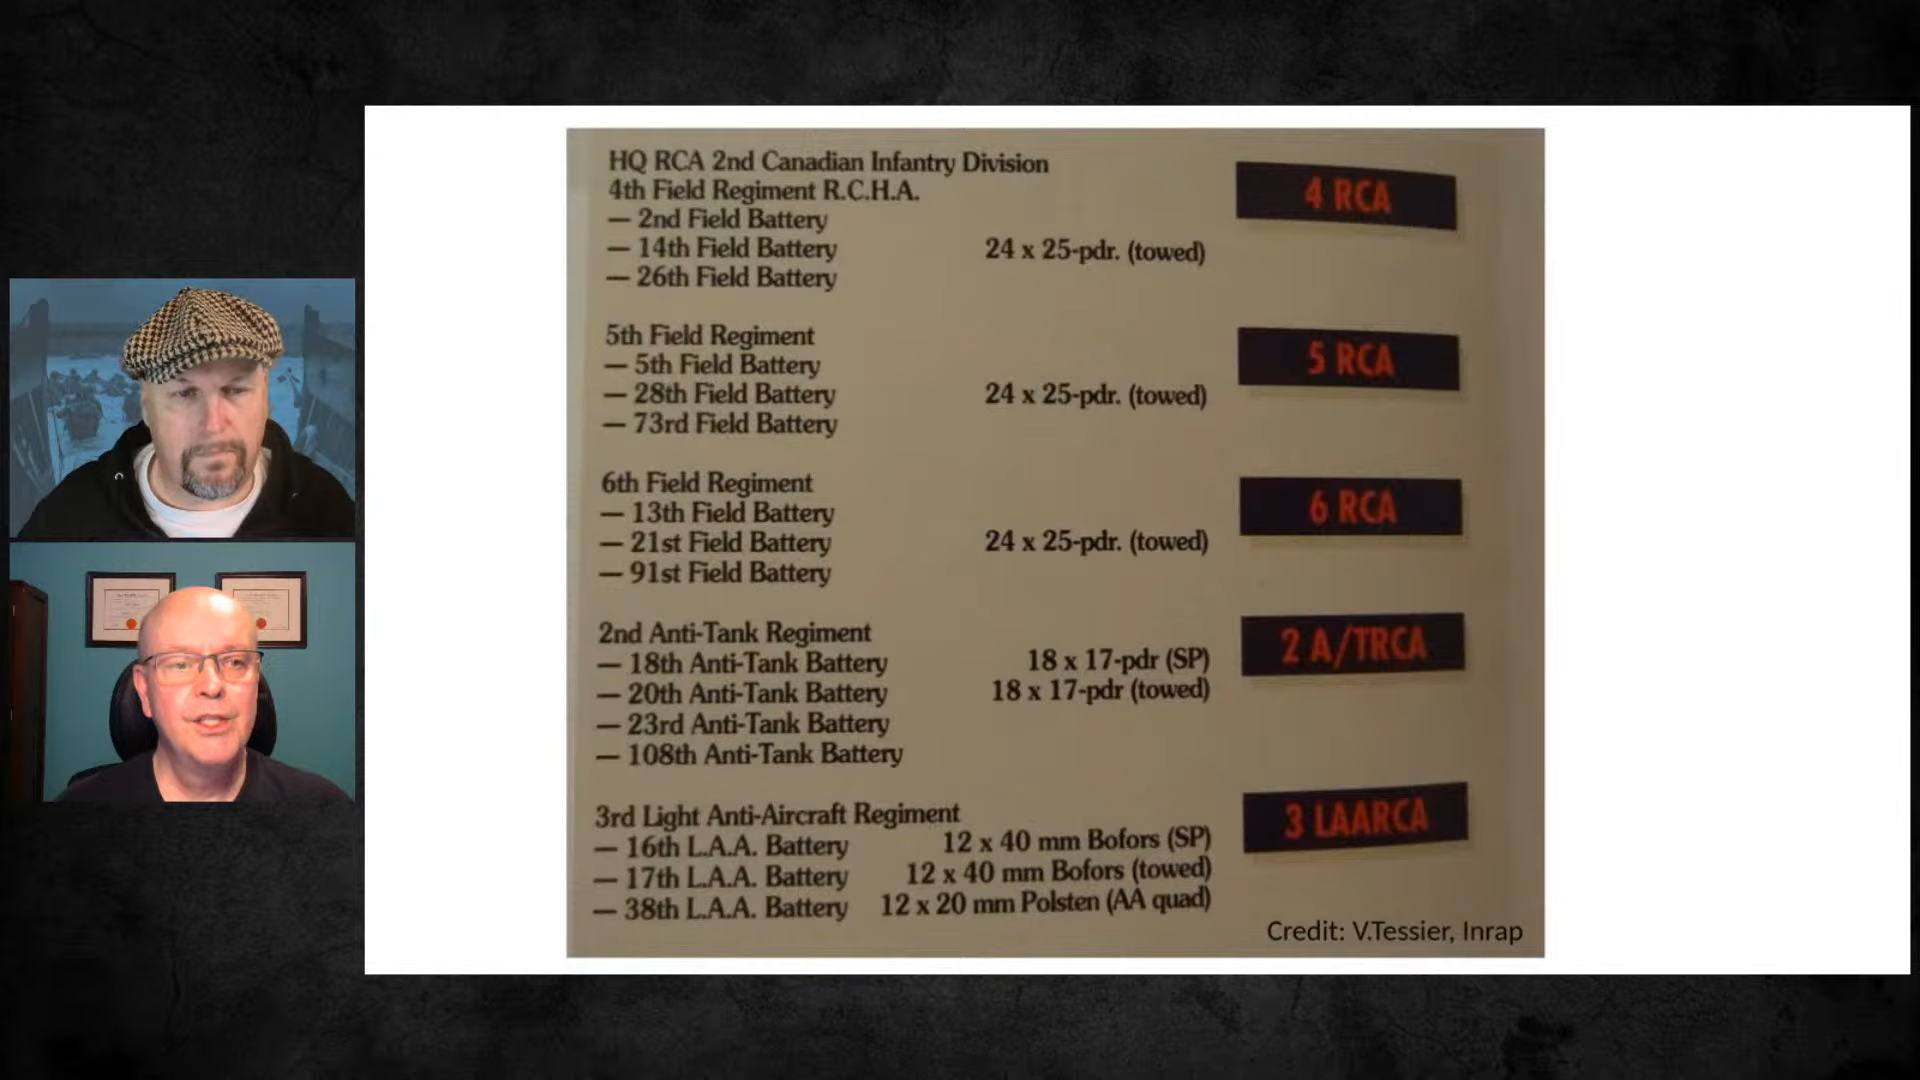 HQ RCA 2nd Canadian Infantry Division
4th Field Regiment R.C.H.A.
4 RCA
— 2nd Field Battery
— 14th Field Battery 24 x 25-pdr. (towed)
— 26th Field Battery
5th Field Regiment
5 RCA
— 5th Field Battery
— 28th Field Battery 24 x 25-pdr. (towed)
— 73rd Field Battery
6th Field Regiment
6 RCA
— 13th Field Battery
— 21st Field Battery 24 x 25-pdr. (towed)
— 91st Field Battery
2nd Anti-Tank Regiment
2 A/TRCA
— 18th Anti-Tank Battery 18 x 17-pdr (SP)
— 20th Anti-Tank Battery 18 x 17-pdr (towed)
— 23rd Anti-Tank Battery
— 108th Anti-Tank Battery
3rd Light Anti-Aircraft Regiment
3 LAARCA
— 16th L.A.A. Battery 12 x 40 mm Bofors (SP)
— 17th L.A.A. Battery 12 x 40 mm Bofors (towed)
— 38th L.A.A. Battery 12 x 20 mm Polsten (AA quad)
Credit: V.Tessier, Inrap